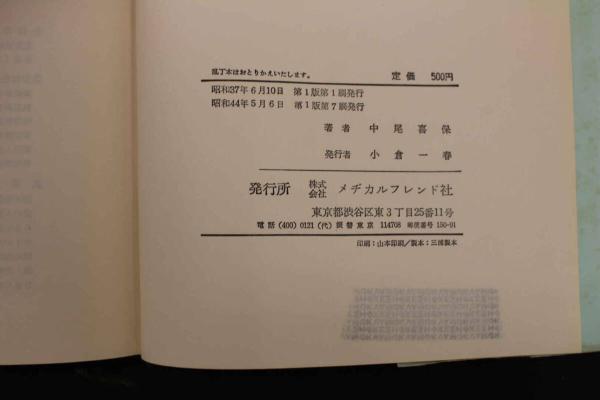 乱丁本はおとりかえいたします。 定価 500円
昭和37年6月10日 第1版第1刷発行
昭和44年5月6日 第1版第7刷発行
著者 中尾喜保
発行者 小倉一春
発行所 株式会社 メヂカルフレンド社
東京都渋谷区東3丁目25番11号
電話(400)0121(代) 振替東京 114708 郵便番号 150-91
印刷:山本印刷/製本:三浦製本